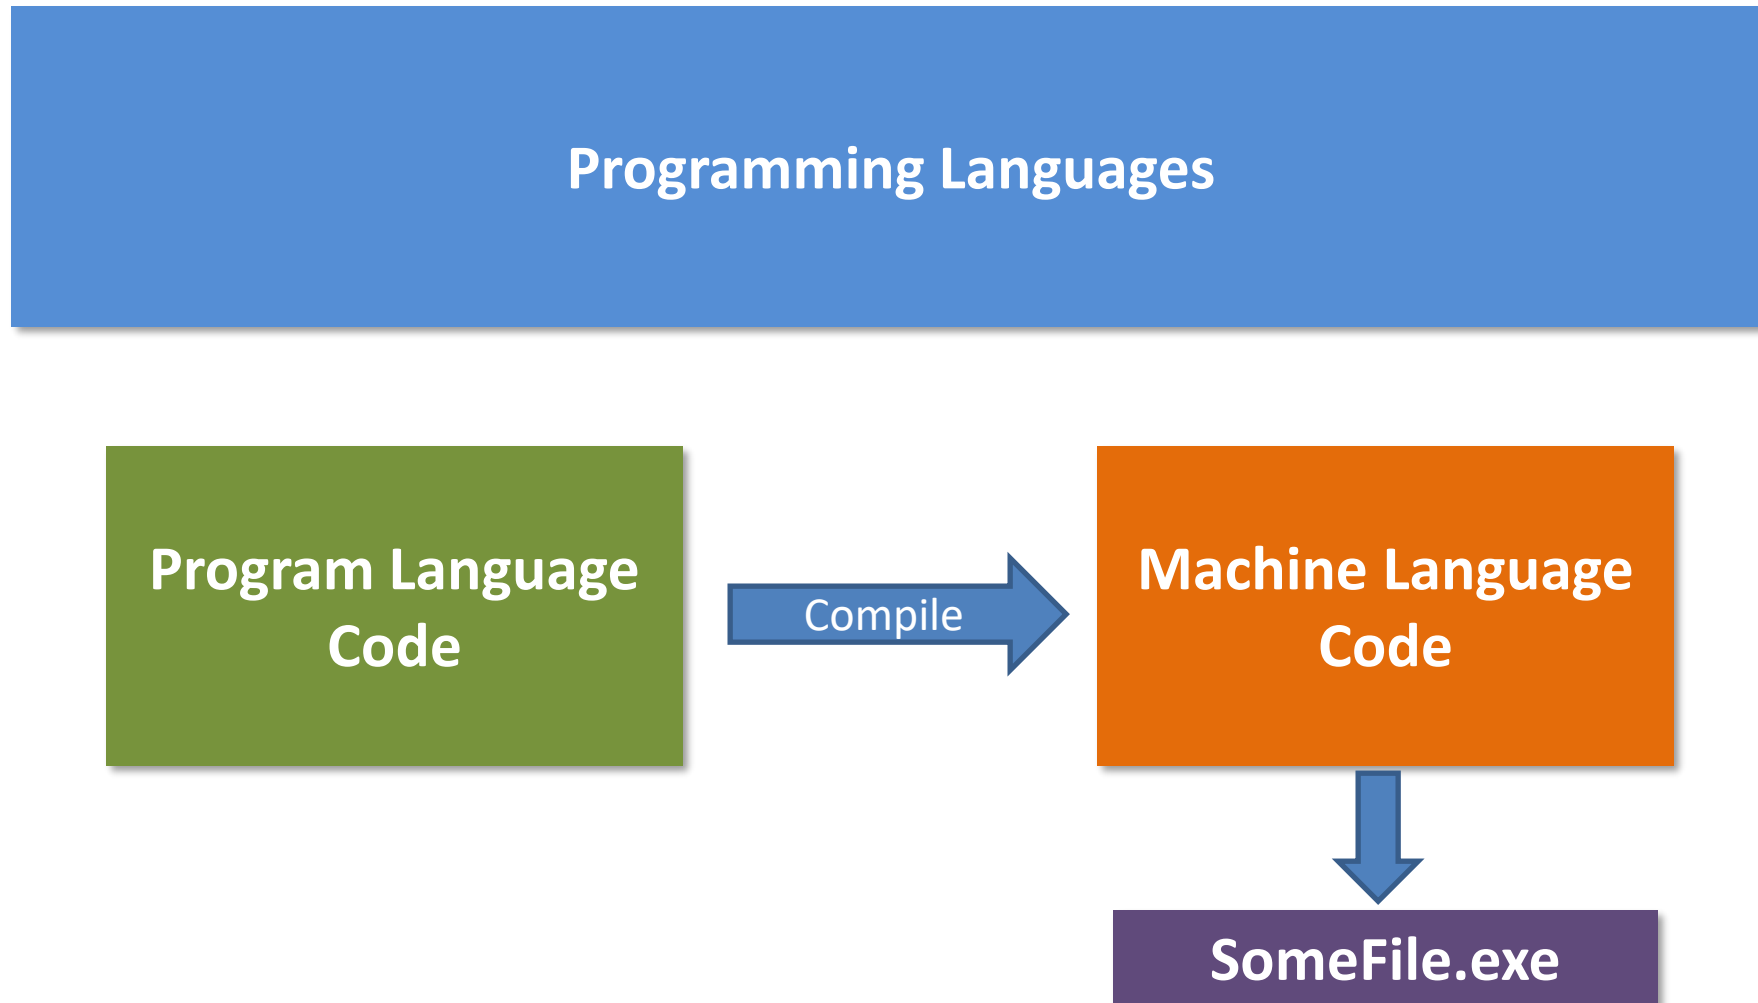 Programming Languages
Program Language
Code
Compile
Machine Language
Code
SomeFile.exe